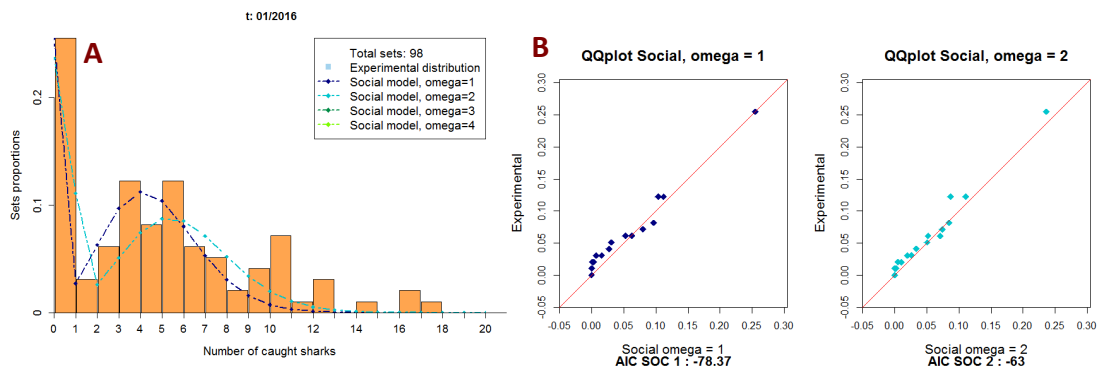 t: 01/2016
A
Total sets: 98
Experimental distribution
Social model, omega=1
Social model, omega=2
Social model, omega=3
Social model, omega=4
Sets proportions
0.2
0.1
0
0 1 2 3 4 5 6 7 8 9 10 12 14 16 18 20
Number of caught sharks
B
QQplot Social, omega = 1
Experimental
0.30
0.25
0.20
0.15
0.10
0.05
0.00
-0.05
-0.05 0.00 0.05 0.10 0.15 0.20 0.25 0.30
Social omega = 1
AIC SOC 1 : -78.37
QQplot Social, omega = 2
Experimental
0.30
0.25
0.20
0.15
0.10
0.05
0.00
-0.05
-0.05 0.00 0.05 0.10 0.15 0.20 0.25 0.30
Social omega = 2
AIC SOC 2 : -63